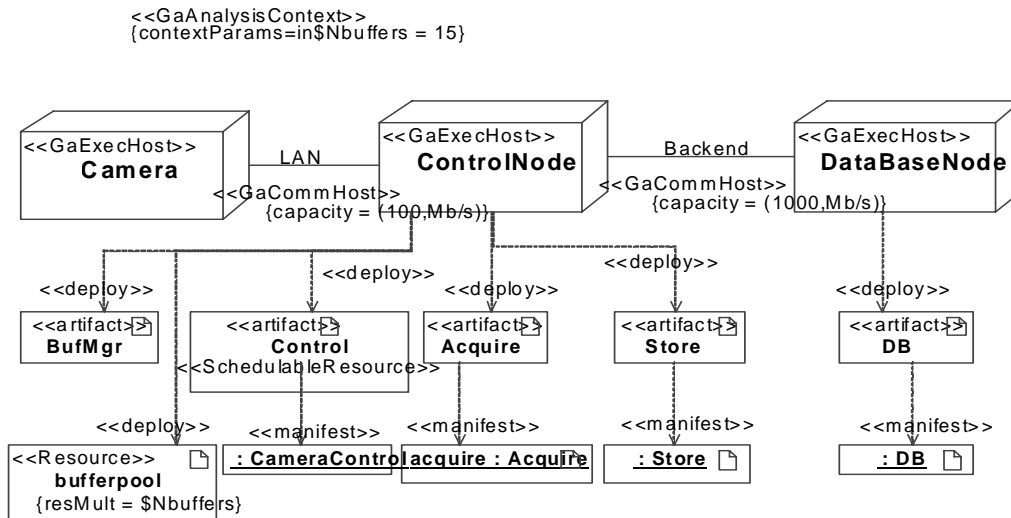 <<GaAnalysisContext>>
{contextParams=in$Nbuffers = 15}
<<GaExecHost>>
Camera
LAN
<<GaCommHost>>
{capacity = (100,Mb/s)}
<<GaExecHost>>
ControlNode
Backend
<<GaCommHost>>
{capacity = (1000,Mb/s)}
<<GaExecHost>>
DataBaseNode
<<deploy>>
<<deploy>>
<<deploy>>
<<deploy>>
<<deploy>>
<<artifact>>
BufMgr
<<artifact>>
Control
<<SchedulableResource>>
<<artifact>>
Acquire
<<artifact>>
Store
<<artifact>>
DB
<<deploy>>
<<manifest>>
<<manifest>>
<<manifest>>
<<manifest>>
<<Resource>>
bufferpool
{resMult = $Nbuffers}
: CameraControl
acquire : Acquire
: Store
: DB